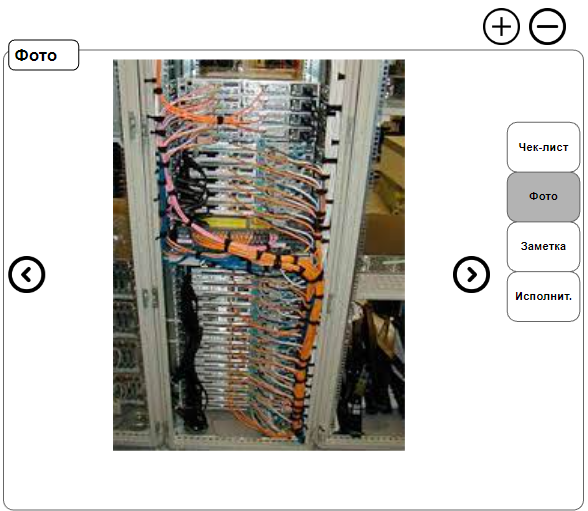 Фото
Чек-лист
Фото
Заметка
Исполнит.